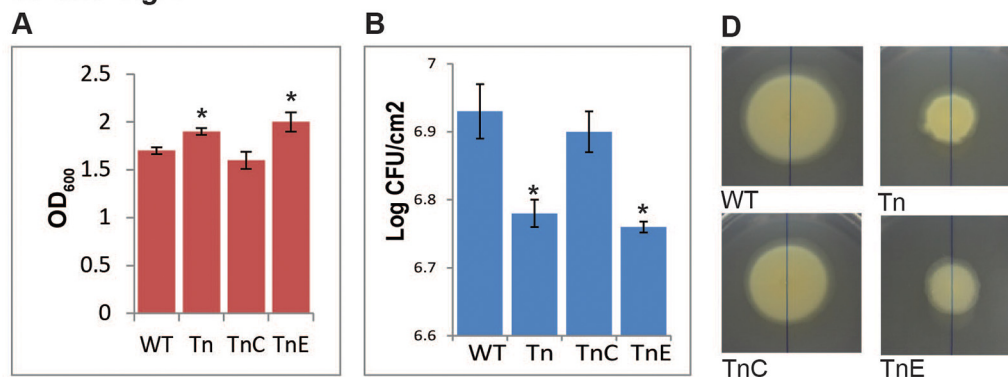 A
B
D
OD600
2.5
2
1.5
1
0.5
0
*
*
WT Tn TnC TnE
Log CFU/cm2
7
6.9
6.8
6.7
6.6
*
*
WT Tn TnC TnE
WT
Tn
TnC
TnE